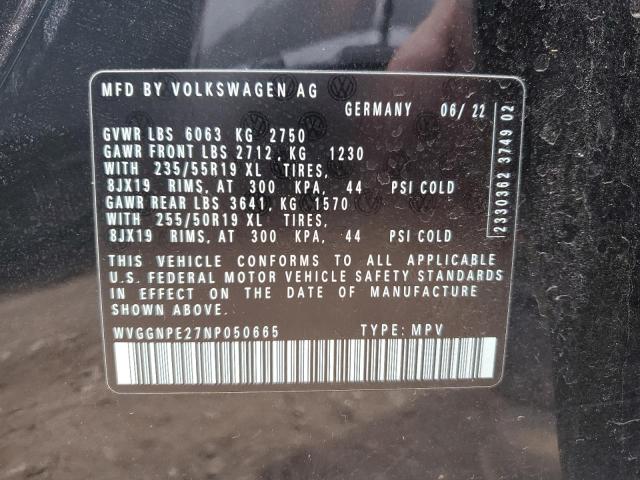 MFD BY VOLKSWAGEN AG
GERMANY 06/ 22
GVWR LBS 6063 KG 2750
GAWR FRONT LBS 2712, KG 1230
WITH 235/55R19 XL TIRES,
8JX19 RIMS, AT 300 KPA, 44 PSI COLD
GAWR REAR LBS 3641, KG 1570
WITH 255/50R19 XL TIRES,
8JX19 RIMS, AT 300 KPA, 44 PSI COLD
THIS VEHICLE CONFORMS TO ALL APPLICABLE
U.S. FEDERAL MOTOR VEHICLE SAFETY STANDARDS
IN EFFECT ON THE DATE OF MANUFACTURE
SHOWN ABOVE.
WVGGNPE27NP050665 TYPE: MPV
2330362 3749 02